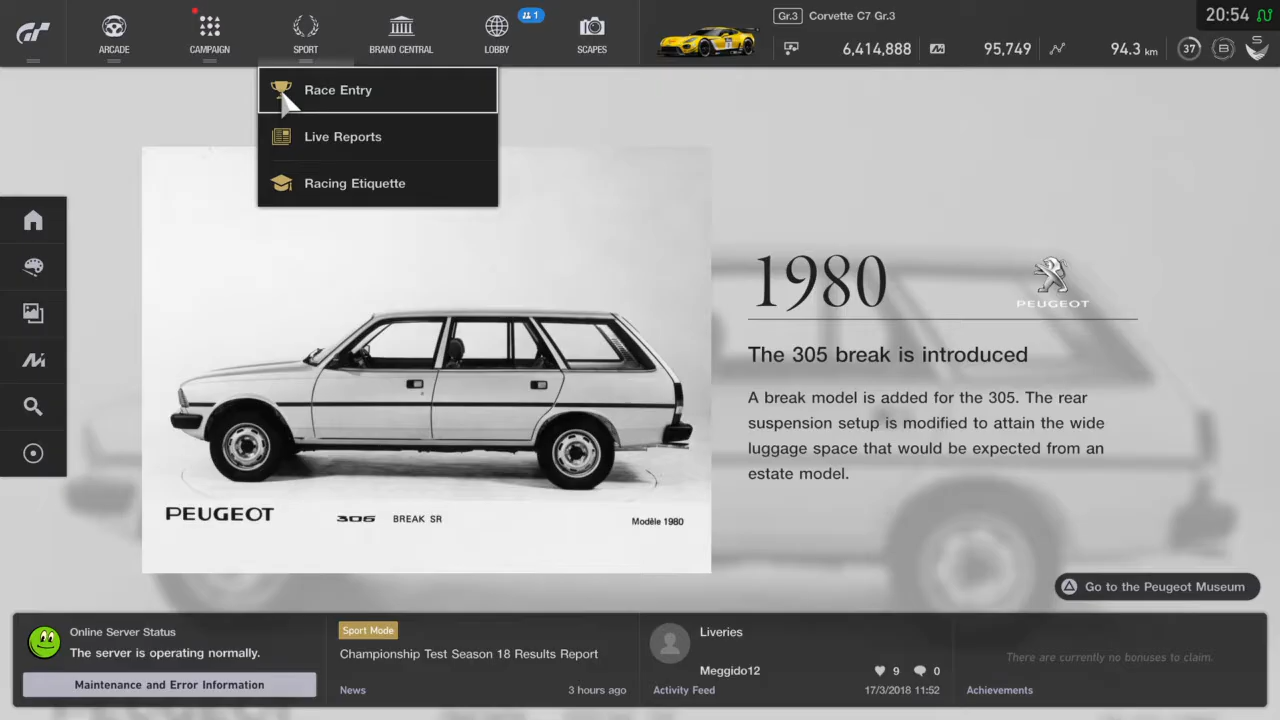 GT
ARCADE
CAMPAIGN
SPORT
BRAND CENTRAL
1
LOBBY
SCAPES
Gr.3 Corvette C7 Gr.3
6,414,888
95,749
94.3 km
37
B
S
20:54
Race Entry
Live Reports
Racing Etiquette
1980
PEUGEOT
The 305 break is introduced
A break model is added for the 305. The rear
suspension setup is modified to attain the wide
luggage space that would be expected from an
estate model.
PEUGEOT 305 BREAK SR Modèle 1980
Go to the Peugeot Museum
Online Server Status
The server is operating normally.
Maintenance and Error Information
Sport Mode
Championship Test Season 18 Results Report
News 3 hours ago
Liveries
Meggido12 9 0
Activity Feed 17/3/2018 11:52
There are currently no bonuses to claim.
Achievements